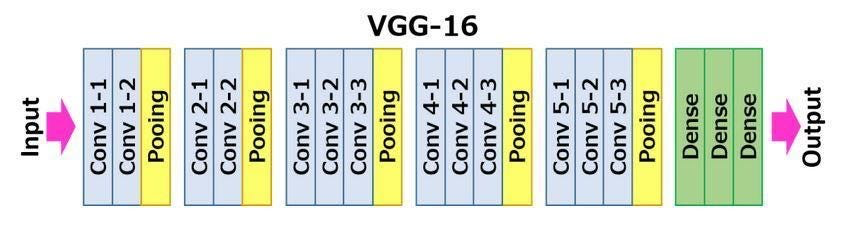 VGG-16
Input
Conv 1-1
Conv 1-2
Pooing
Conv 2-1
Conv 2-2
Pooing
Conv 3-1
Conv 3-2
Conv 3-3
Pooing
Conv 4-1
Conv 4-2
Conv 4-3
Pooing
Conv 5-1
Conv 5-2
Conv 5-3
Pooing
Dense
Dense
Dense
Output